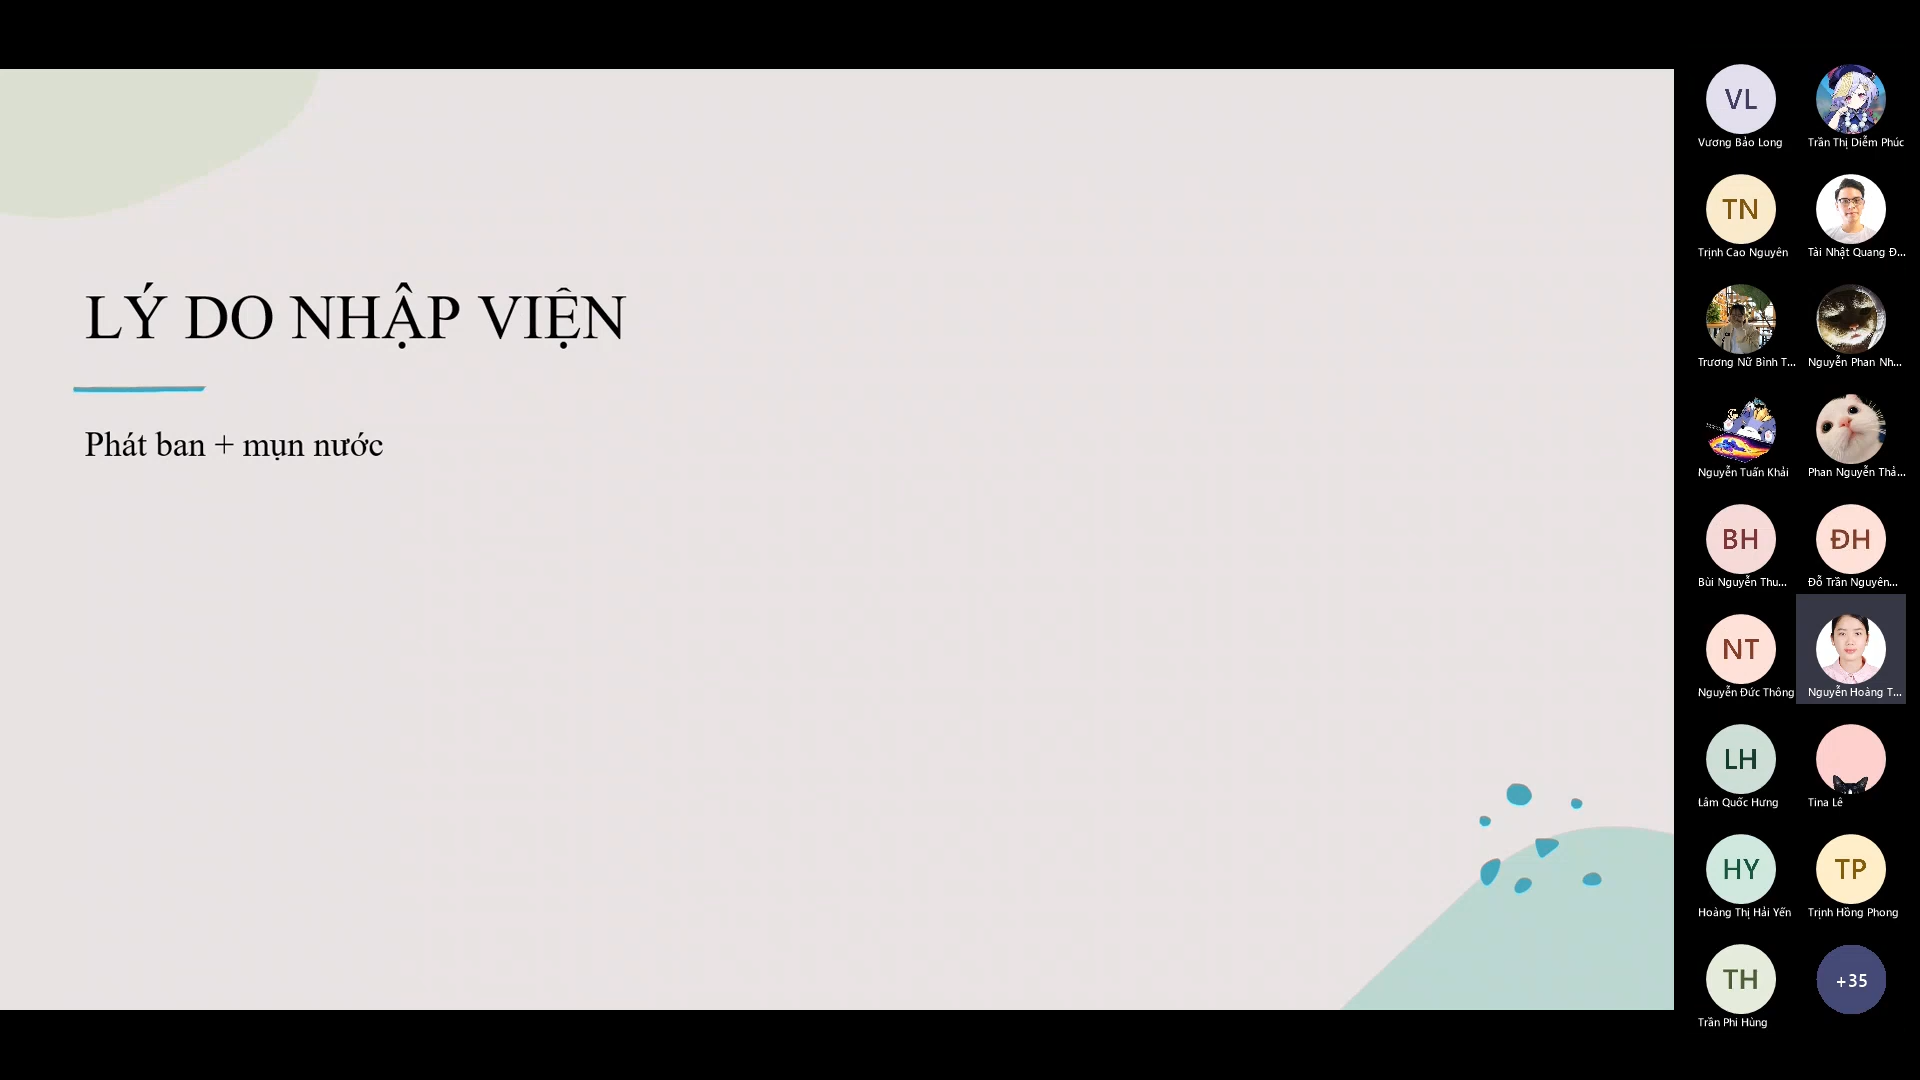 LÝ DO NHẬP VIỆN
Phát ban + mụn nước
VL
Vương Bảo Long
Trần Thị Diễm Phúc
TN
Trịnh Cao Nguyên
Tài Nhật Quang Đ...
Trương Nữ Bình T...
Nguyễn Phan Nh...
Nguyễn Tuấn Khải
Phan Nguyễn Thả...
BH
Bùi Nguyễn Thu...
ĐH
Đỗ Trần Nguyên...
NT
Nguyễn Đức Thông
Nguyễn Hoàng T...
LH
Lâm Quốc Hưng
Tina Lê
HY
Hoàng Thị Hải Yến
TP
Trịnh Hồng Phong
TH
Trần Phi Hùng
+35